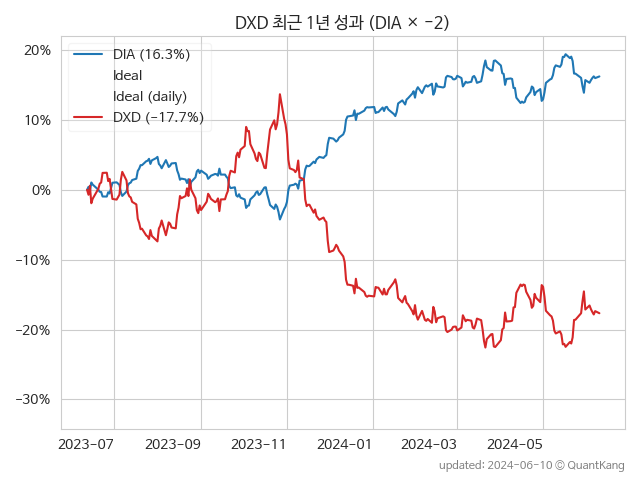 DXD 최근 1년 성과 (DIA × −2)
DIA (16.3%)
Ideal
Ideal (daily)
DXD (−17.7%)
20%
10%
0%
−10%
−20%
−30%
2023−07 2023−09 2023−11 2024−01 2024−03 2024−05
updated: 2024-06-10 © QuantKang